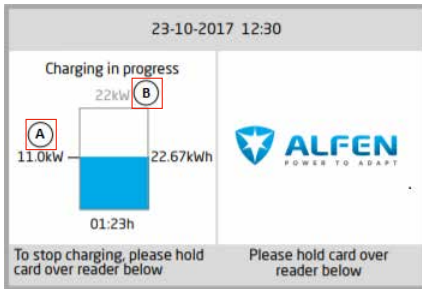 23-10-2017 12:30
Charging in progress
22kW B
A
11.0kW
22.67kWh
01:23h
ALFEN
POWER TO ADAPT
To stop charging, please hold
card over reader below
Please hold card over
reader below